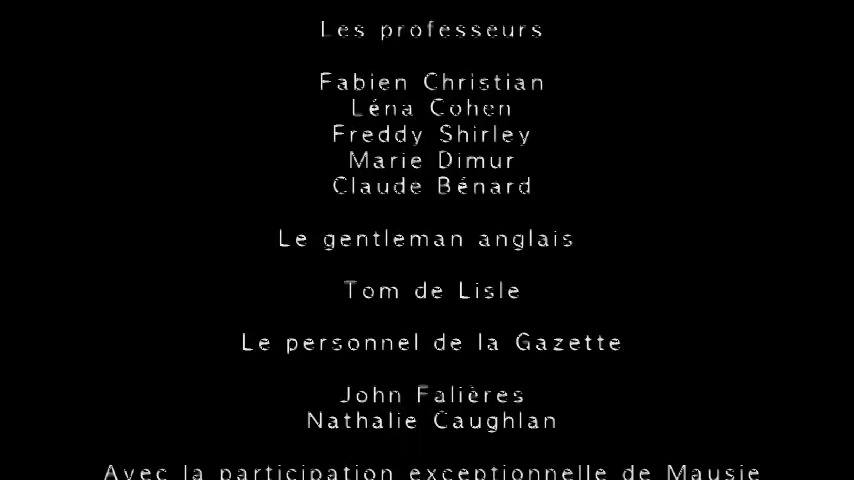 Les professeurs
Fabien Christian
Léna Cohen
Freddy Shirley
Marie Dimur
Claude Bénard
Le gentleman anglais
Tom de Lisle
Le personnel de la Gazette
John Falières
Nathalie Caughlan
Avec la participation exceptionnelle de Mausie